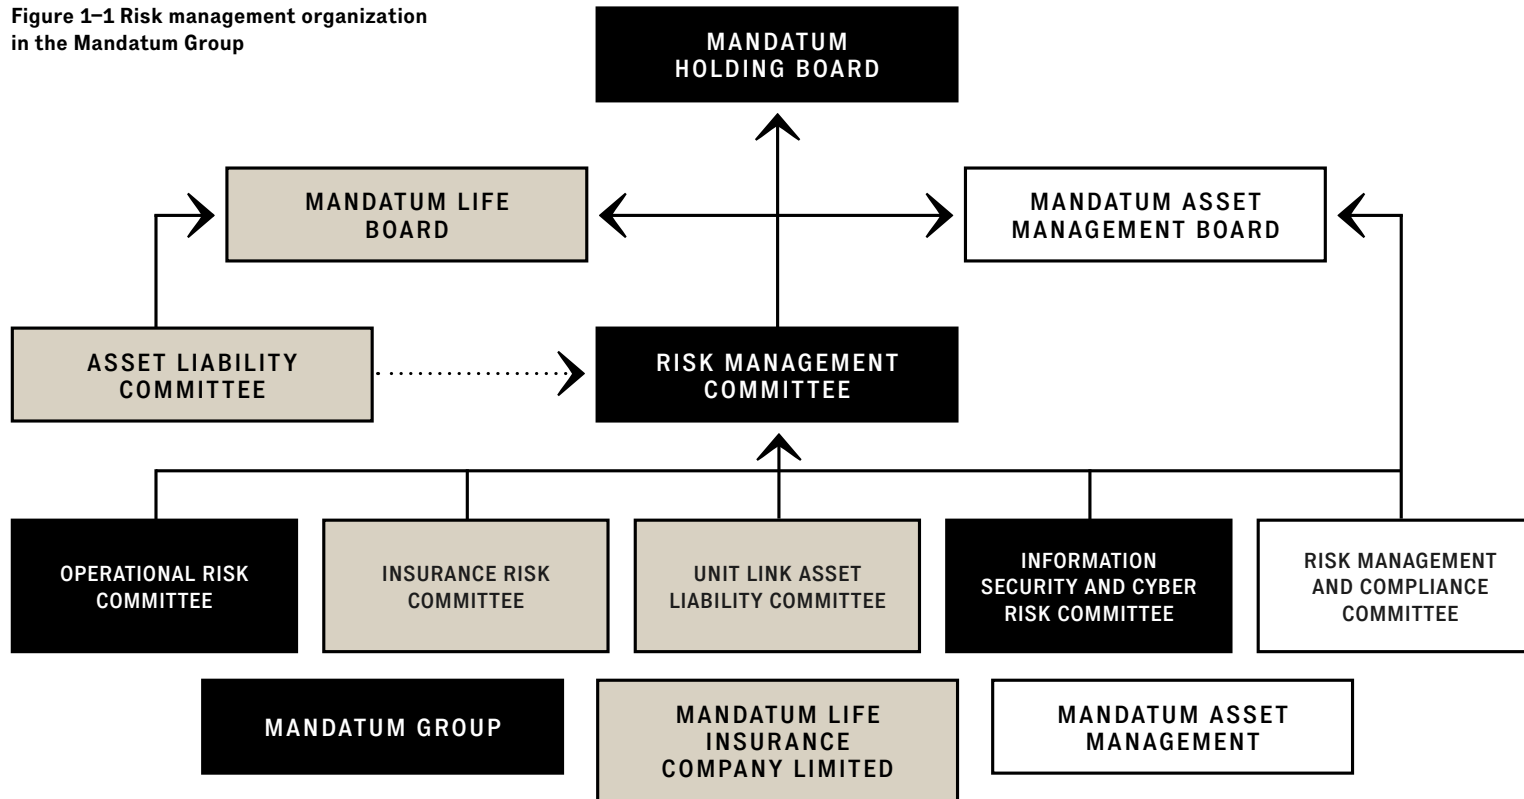 Figure 1–1 Risk management organization
in the Mandatum Group
MANDATUM
HOLDING BOARD
MANDATUM LIFE
BOARD
MANDATUM ASSET
MANAGEMENT BOARD
ASSET LIABILITY
COMMITTEE
RISK MANAGEMENT
COMMITTEE
OPERATIONAL RISK
COMMITTEE
INSURANCE RISK
COMMITTEE
UNIT LINK ASSET
LIABILITY COMMITTEE
INFORMATION
SECURITY AND CYBER
RISK COMMITTEE
RISK MANAGEMENT
AND COMPLIANCE
COMMITTEE
MANDATUM GROUP
MANDATUM LIFE
INSURANCE
COMPANY LIMITED
MANDATUM ASSET
MANAGEMENT